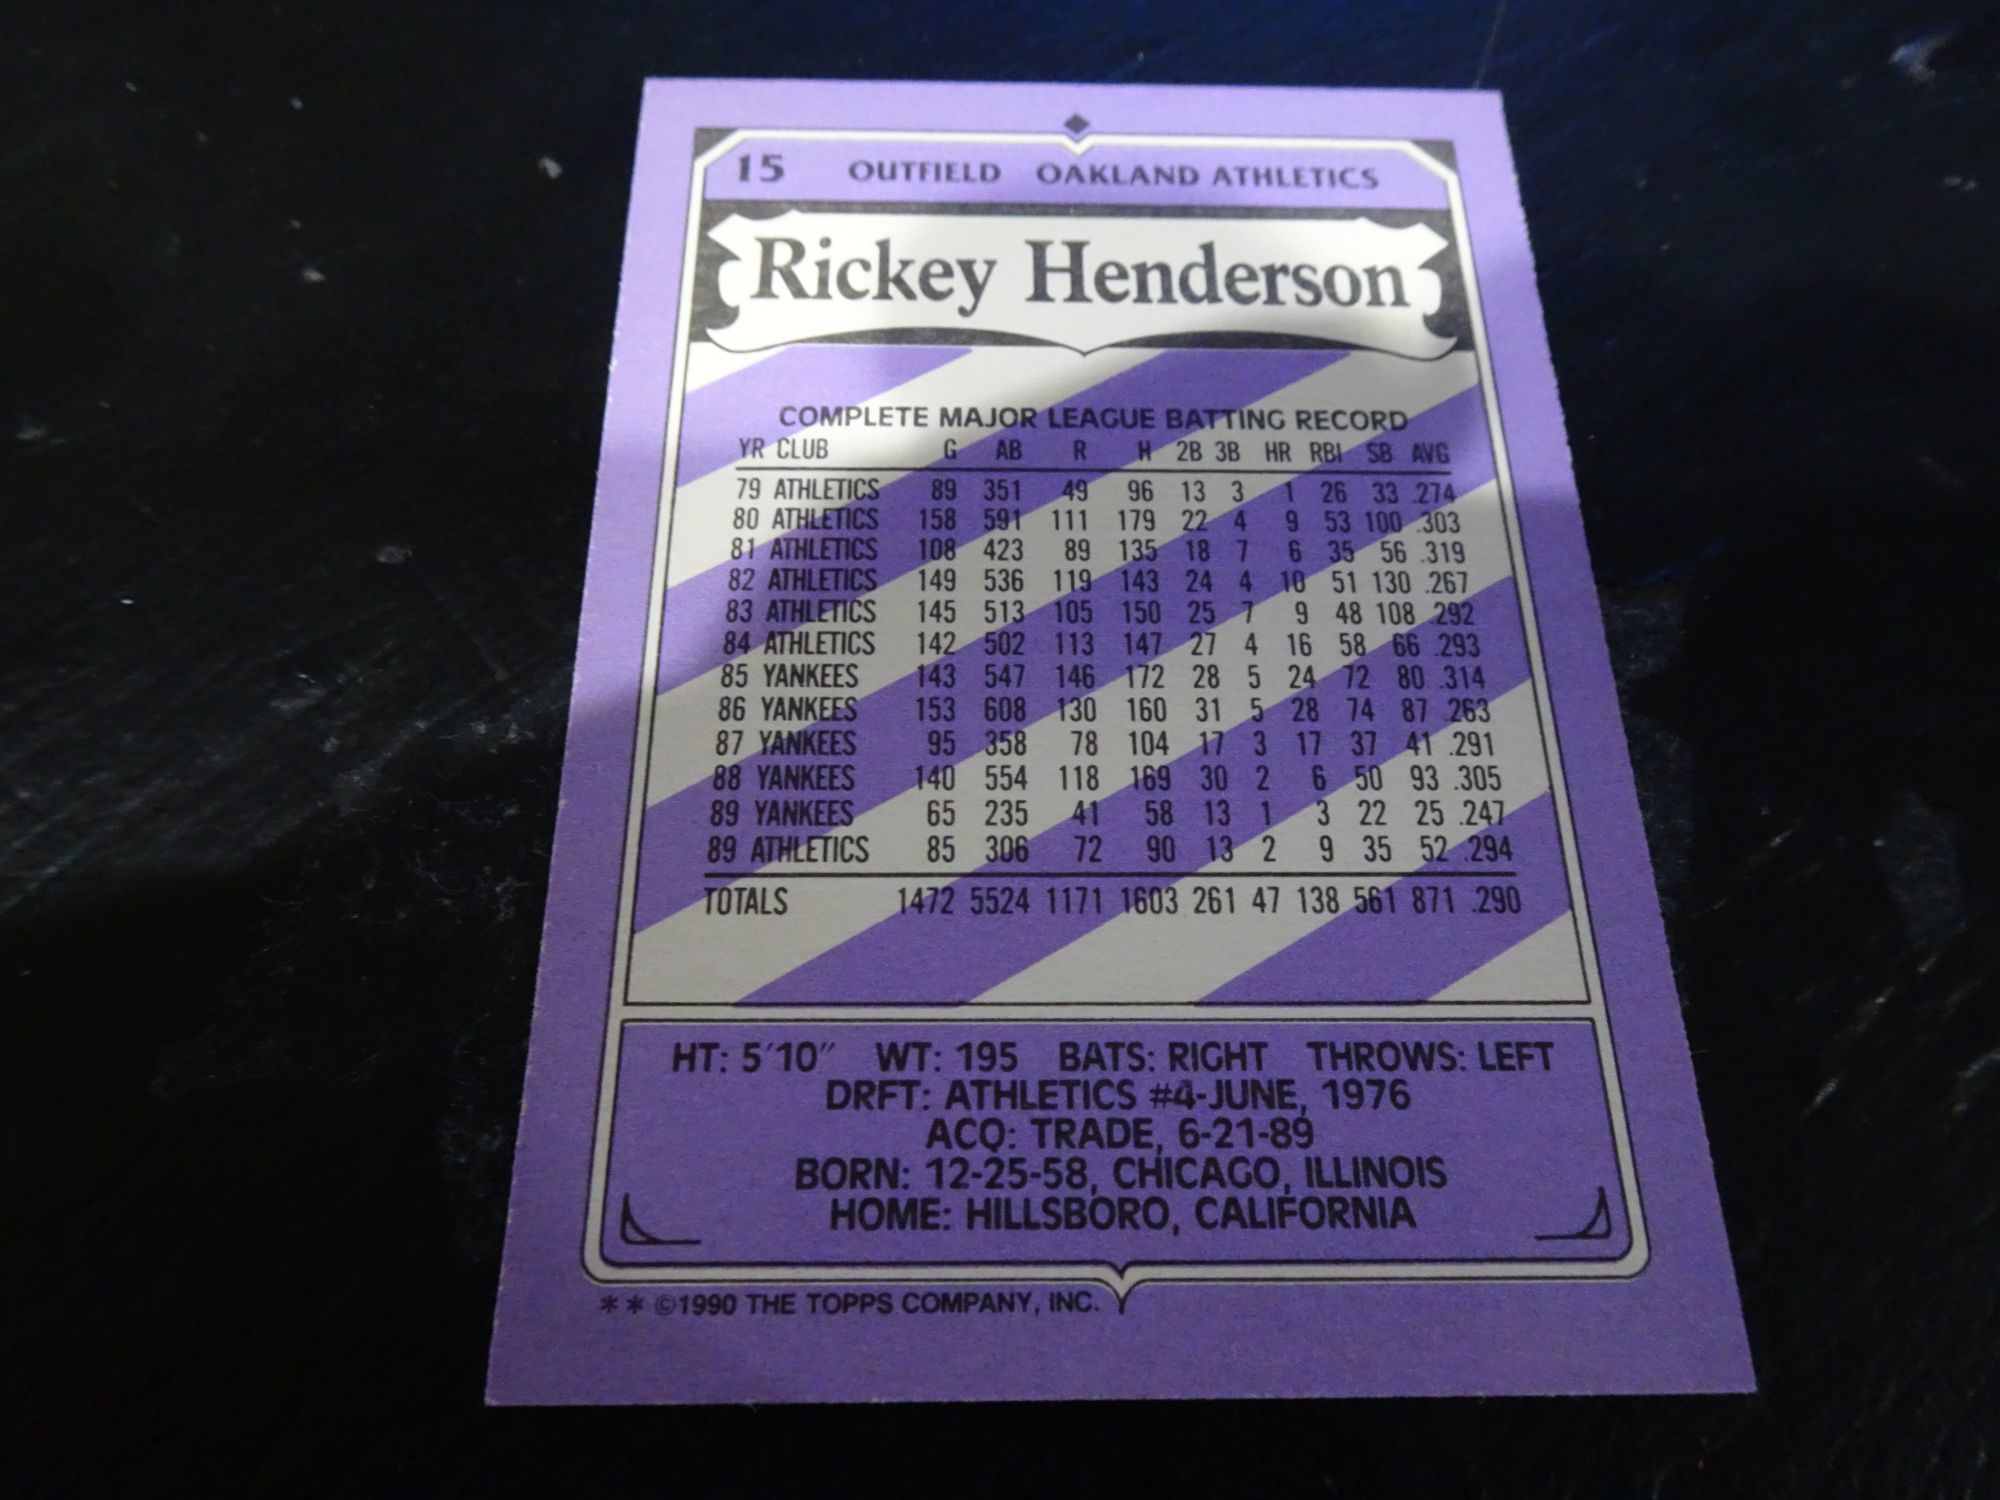 15 OUTFIELD OAKLAND ATHLETICS
Rickey Henderson
COMPLETE MAJOR LEAGUE BATTING RECORD
YR CLUB G AB R H 2B 3B HR RBI SB AVG
79 ATHLETICS 89 351 49 96 13 3 1 26 33 .274
80 ATHLETICS 158 591 111 179 22 4 9 53 100 .303
81 ATHLETICS 108 423 89 135 18 7 6 35 56 .319
82 ATHLETICS 149 536 119 143 24 4 10 51 130 .267
83 ATHLETICS 145 513 105 150 25 7 9 48 108 .292
84 ATHLETICS 142 502 113 147 27 4 16 58 66 .293
85 YANKEES 143 547 146 172 28 5 24 72 80 .314
86 YANKEES 153 608 130 160 31 5 28 74 87 .263
87 YANKEES 95 358 78 104 17 3 17 37 41 .291
88 YANKEES 140 554 118 169 30 2 6 50 93 .305
89 YANKEES 65 235 41 58 13 1 3 22 25 .247
89 ATHLETICS 85 306 72 90 13 2 9 35 52 .294
TOTALS 1472 5524 1171 1603 261 47 138 561 871 .290
HT: 5'10" WT: 195 BATS: RIGHT THROWS: LEFT
DRFT: ATHLETICS #4-JUNE, 1976
ACQ: TRADE, 6-21-89
BORN: 12-25-58, CHICAGO, ILLINOIS
HOME: HILLSBORO, CALIFORNIA
* * ©1990 THE TOPPS COMPANY, INC.